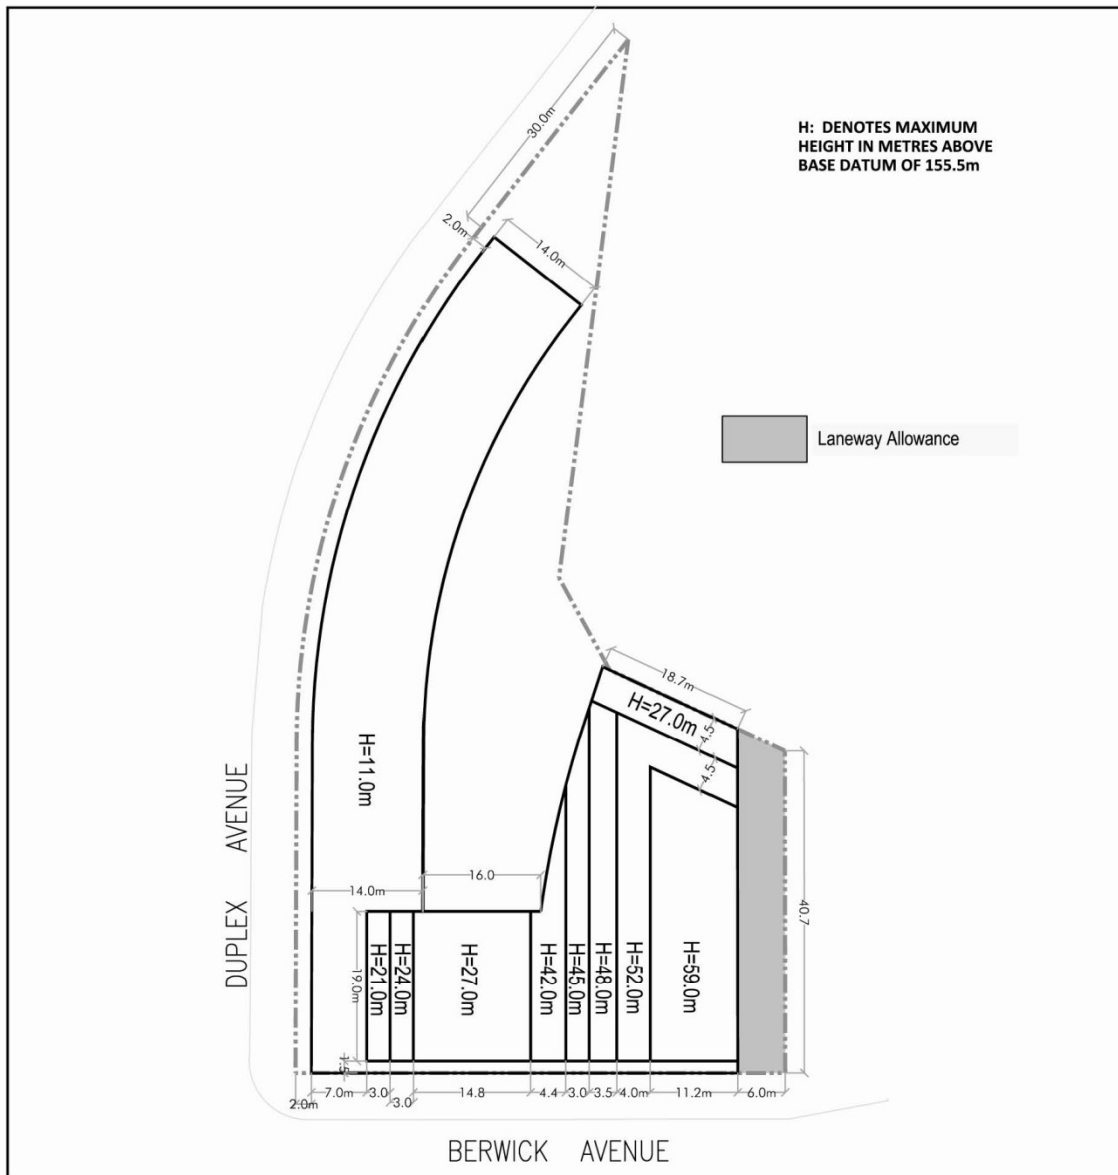 30.0m
H: DENOTES MAXIMUM
HEIGHT IN METRES ABOVE
BASE DATUM OF 155.5m
2.0m
14.0m
Laneway Allowance
18.7m
H=27.0m
4.5
4.5
H=11.0m
DUPLEX AVENUE
14.0m
16.0
40.7
19.0m
H=21.0m
H=24.0m
H=27.0m
H=42.0m
H=45.0m
H=48.0m
H=52.0m
H=59.0m
1.5
2.0m
7.0m
3.0
3.0
14.8
4.4
3.0
3.5
4.0m
11.2m
6.0m
BERWICK AVENUE